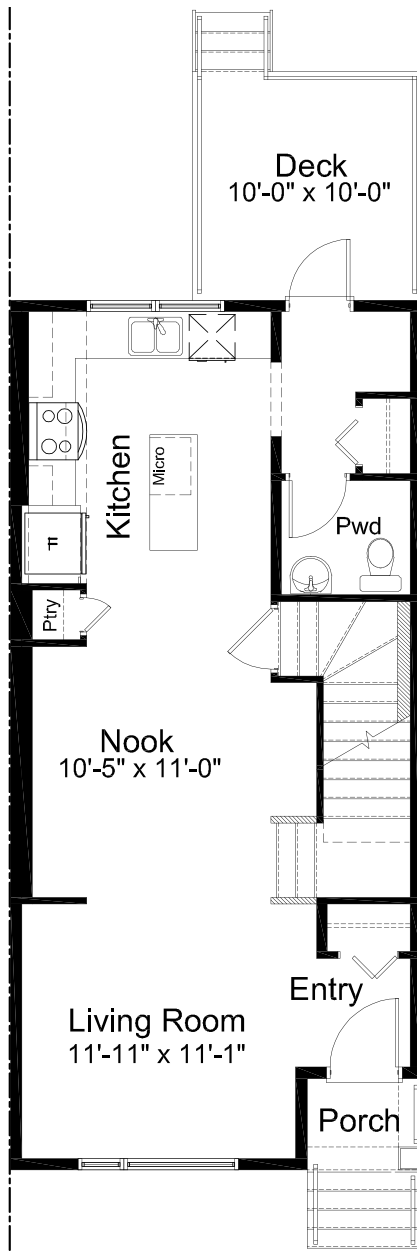 Deck
10'-0" x 10'-0"
Kitchen
Micro
Pwd
Ptry
Nook
10'-5" x 11'-0"
Entry
Living Room
11'-11" x 11'-1"
Porch